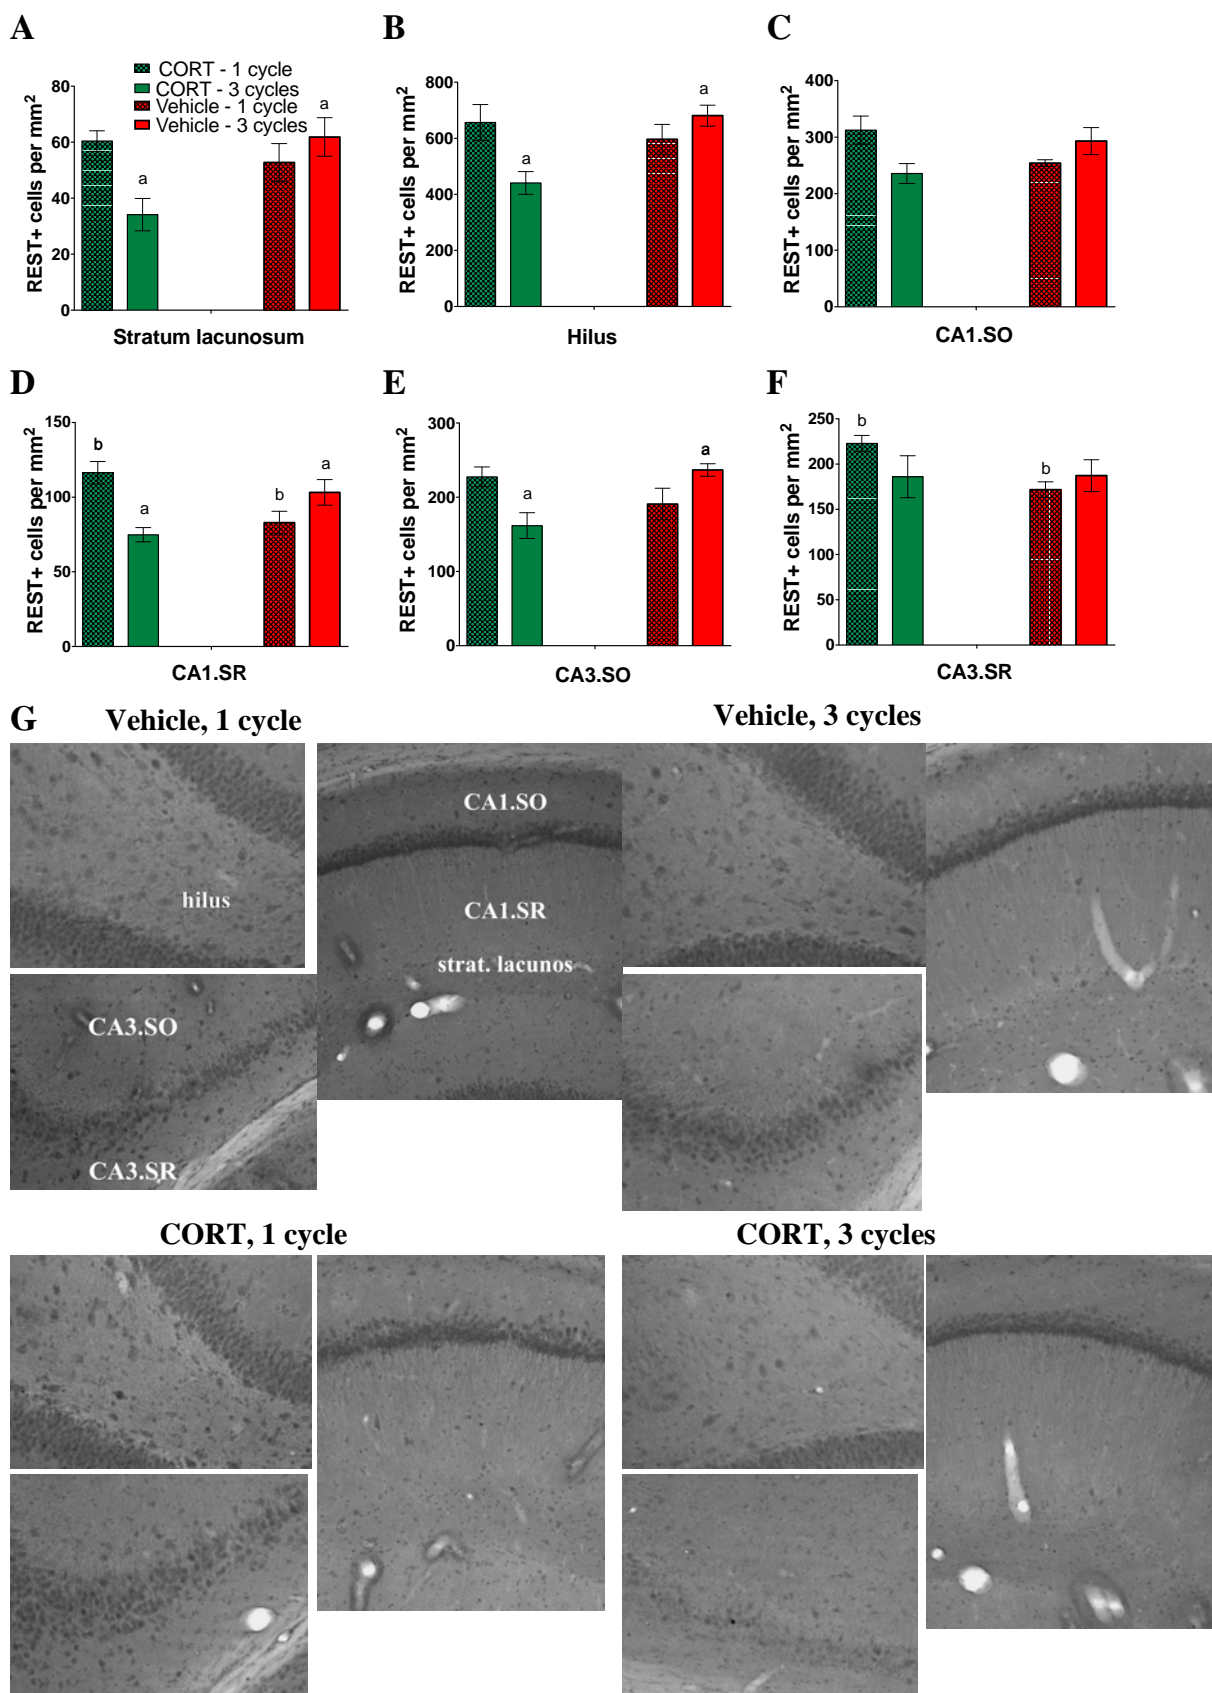 A
B
C
CORT - 1 cycle
CORT - 3 cycles
Vehicle - 1 cycle
Vehicle - 3 cycles
REST+ cells per mm2
80
60
40
20
0
a
a
Stratum lacunosum
REST+ cells per mm2
800
600
400
200
0
a
a
Hilus
REST+ cells per mm2
400
300
200
100
0
CA1.SO
D
E
F
REST+ cells per mm2
150
100
50
0
b
a
b
a
CA1.SR
REST+ cells per mm2
300
200
100
0
a
a
CA3.SO
REST+ cells per mm2
250
200
150
100
50
0
b
b
CA3.SR
G
Vehicle, 1 cycle
Vehicle, 3 cycles
hilus
CA1.SO
CA1.SR
strat. lacunos
CA3.SO
CA3.SR
CORT, 1 cycle
CORT, 3 cycles